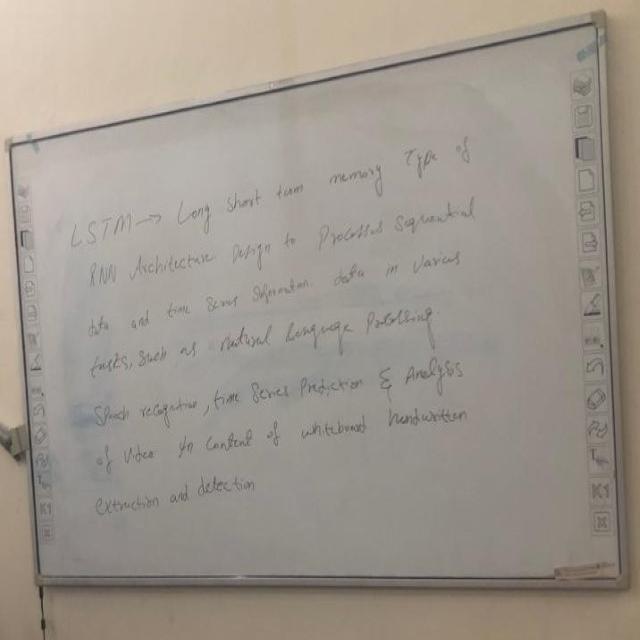 LSTM → Long short term memory Type of
RNN Architecture Design to Processes sequential
data and time series information data in various
tasks, such as Natural Language Processing
Speech recognition, time series Prediction & Analysis
of video in content of whiteboard handwritten
extraction and detection